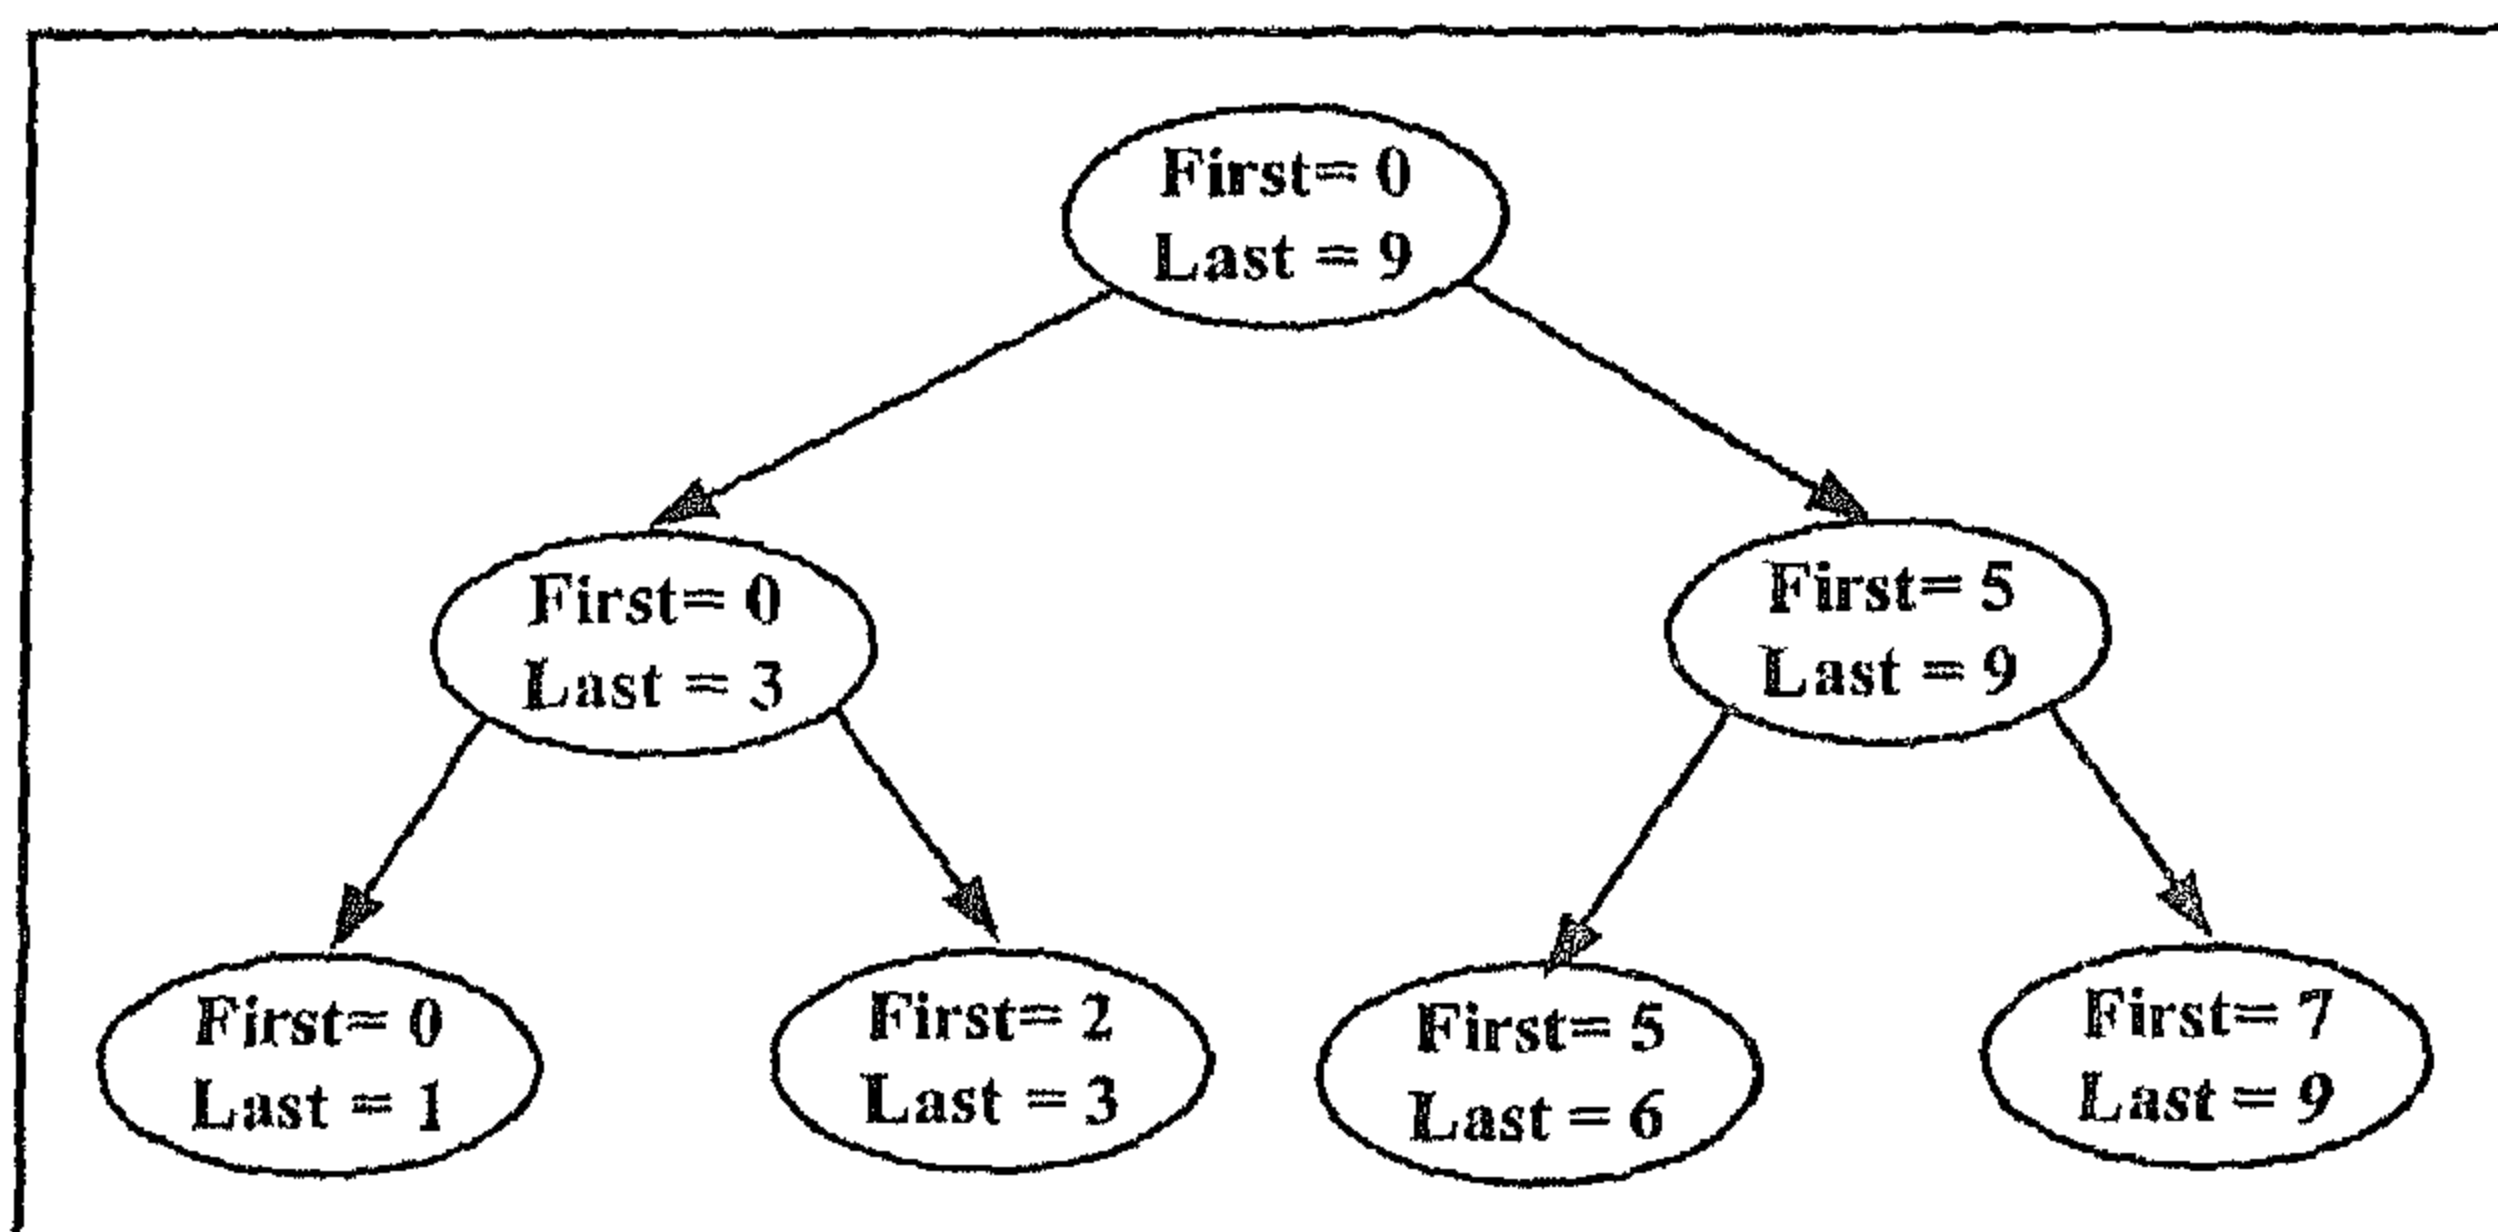 First= 0
Last = 9
First= 0
Last = 3
First= 5
Last = 9
First= 0
Last = 1
First= 2
Last = 3
First= 5
Last = 6
First= 7
Last = 9